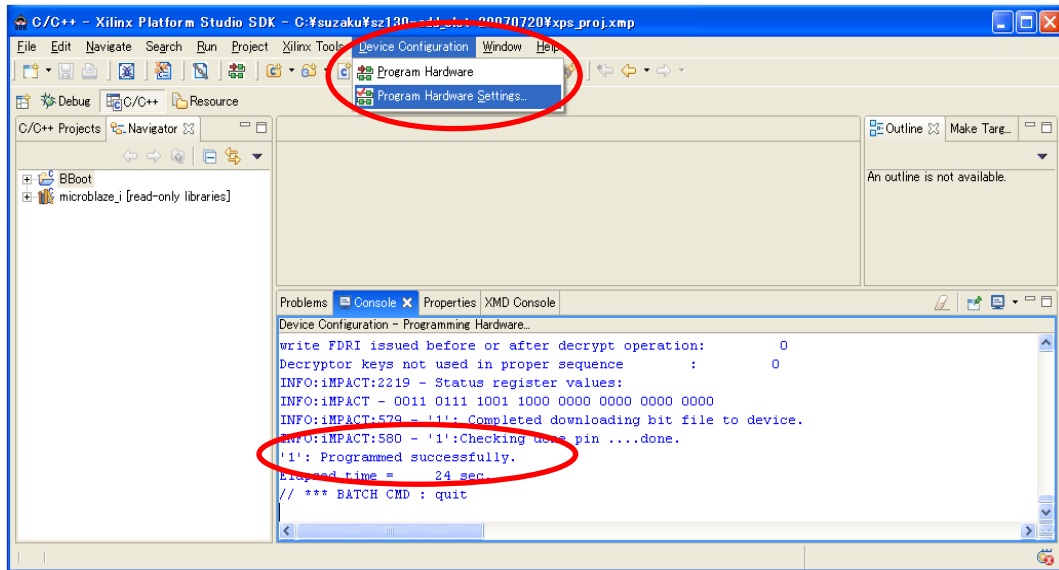 C/C++ - Xilinx Platform Studio SDK - C:¥suzaku¥sz130-add_slot-20070720¥xps_proj.xmp
File Edit Navigate Search Run Project Xilinx Tools Device Configuration Window Help
Program Hardware
Program Hardware Settings...
Debug C/C++ Resource
C/C++ Projects Navigator
Outline Make Targ...
BBoot
microblaze_i [read-only libraries]
An outline is not available.
Problems Console Properties XMD Console
Device Configuration - Programming Hardware...
write FDRI issued before or after decrypt operation: 0
Decryptor keys not used in proper sequence : 0
INFO:iMPACT:2219 - Status register values:
INFO:iMPACT - 0011 0111 1001 1000 0000 0000 0000 0000
INFO:iMPACT:579 - '1': Completed downloading bit file to device.
INFO:iMPACT:580 - '1':Checking done pin ....done.
'1': Programmed successfully.
Elapsed time = 24 sec.
// *** BATCH CMD : quit